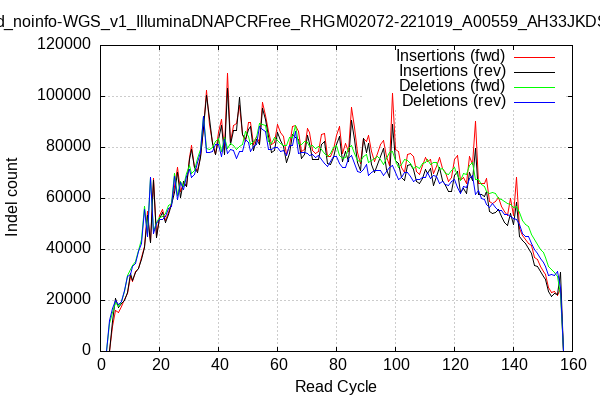 d_noinfo-WGS_v1_IlluminaDNAPCRFree_RHGM02072-221019_A00559_AH33JKDS
Insertions (fwd)
Insertions (rev)
Deletions (fwd)
Deletions (rev)
120000
100000
80000
60000
40000
20000
0
Indel count
0 20 40 60 80 100 120 140 160
Read Cycle